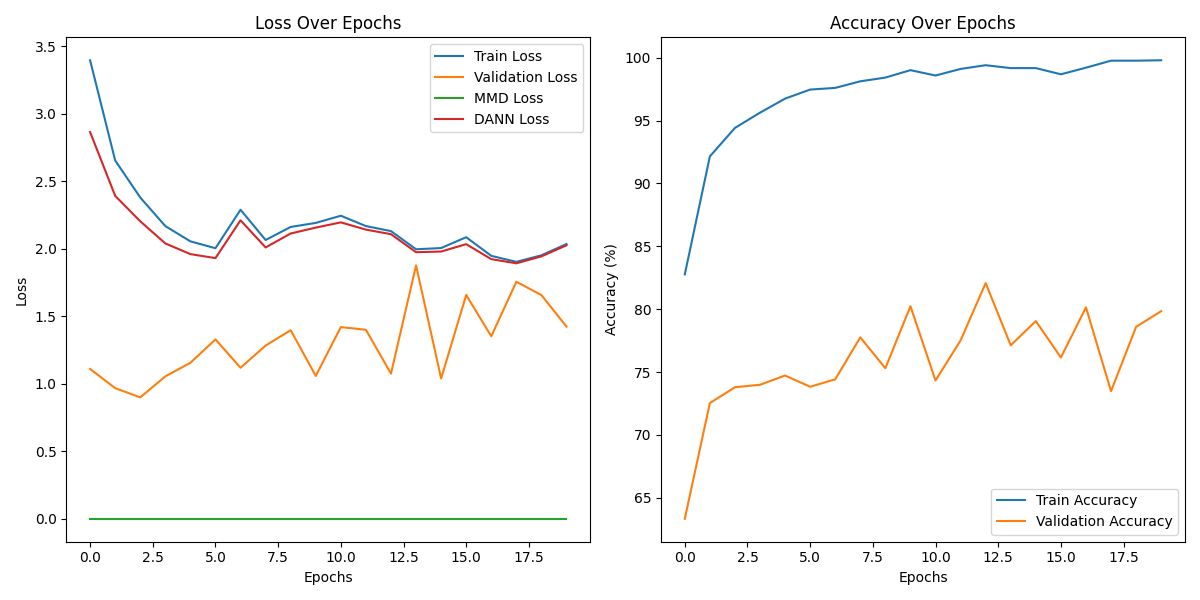 Loss Over Epochs
3.5
3.0
2.5
2.0
1.5
1.0
0.5
0.0
Loss
Train Loss
Validation Loss
MMD Loss
DANN Loss
0.0 2.5 5.0 7.5 10.0 12.5 15.0 17.5
Epochs
Accuracy Over Epochs
100
95
90
85
80
75
70
65
Accuracy (%)
Train Accuracy
Validation Accuracy
0.0 2.5 5.0 7.5 10.0 12.5 15.0 17.5
Epochs